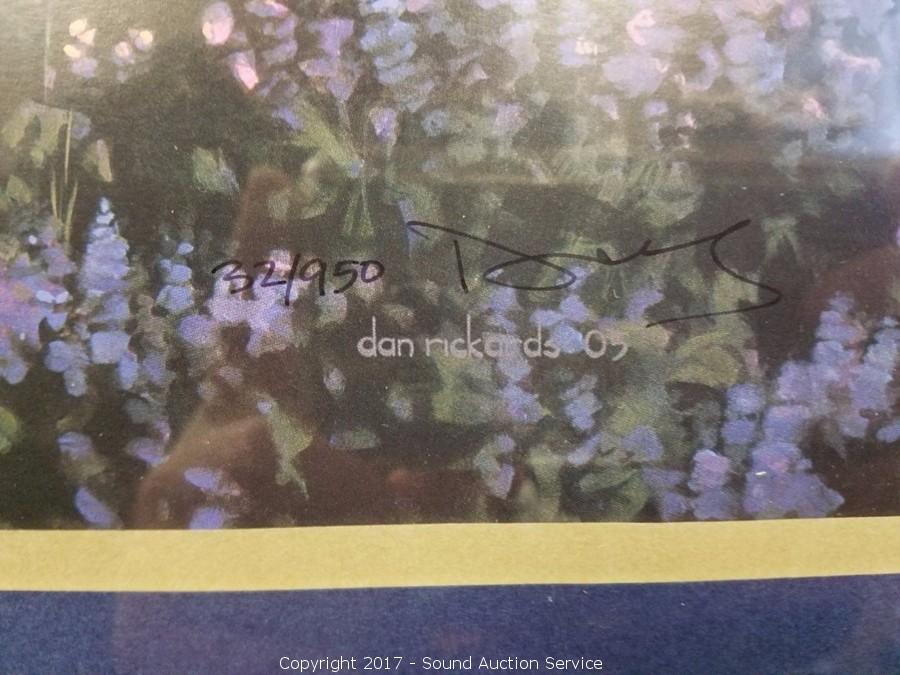 32/950
dan rickards '05
Copyright 2017 - Sound Auction Service